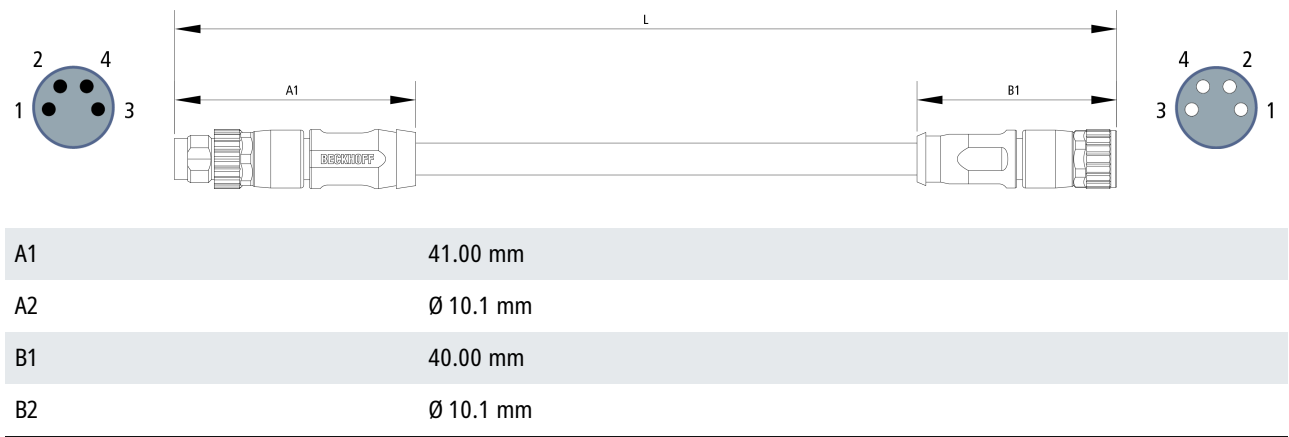 L
2 4
1 3
A1
B1
4 2
3 1
BECKHOFF
A1 41.00 mm
A2 Ø 10.1 mm
B1 40.00 mm
B2 Ø 10.1 mm